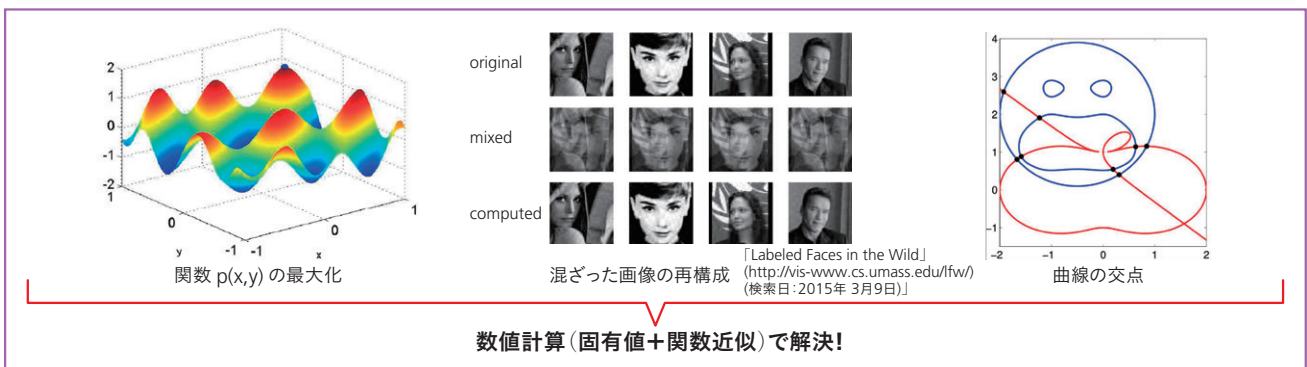 2
1
0
-1
-2
1
0
-1
-1
0
1
y
x
関数 p(x,y) の最大化
original
mixed
computed
混ざった画像の再構成
「Labeled Faces in the Wild」
(http://vis-www.cs.umass.edu/lfw/)
(検索日:2015年 3月9日)」
4
3
2
1
0
−1
−2
−1
0
1
2
曲線の交点
数値計算(固有値+関数近似)で解決!